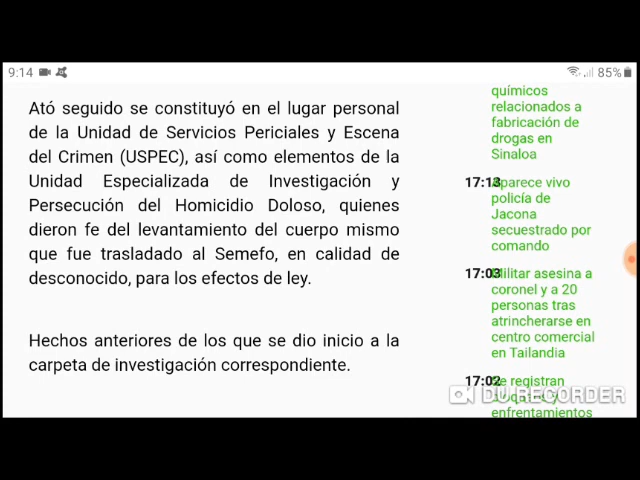 9:14
85%
Ató seguido se constituyó en el lugar personal
de la Unidad de Servicios Periciales y Escena
del Crimen (USPEC), así como elementos de la
Unidad Especializada de Investigación y
Persecución del Homicidio Doloso, quienes
dieron fe del levantamiento del cuerpo mismo
que fue trasladado al Semefo, en calidad de
desconocido, para los efectos de ley.
Hechos anteriores de los que se dio inicio a la
carpeta de investigación correspondiente.
químicos
relacionados a
fabricación de
drogas en
Sinaloa
17:13 Aparece vivo
policía de
Jacona
secuestrado por
comando
17:03 Militar asesina a
coronel y a 20
personas tras
atrincherarse en
centro comercial
en Tailandia
17:02 Se registran
enfrentamientos
DU RECORDER